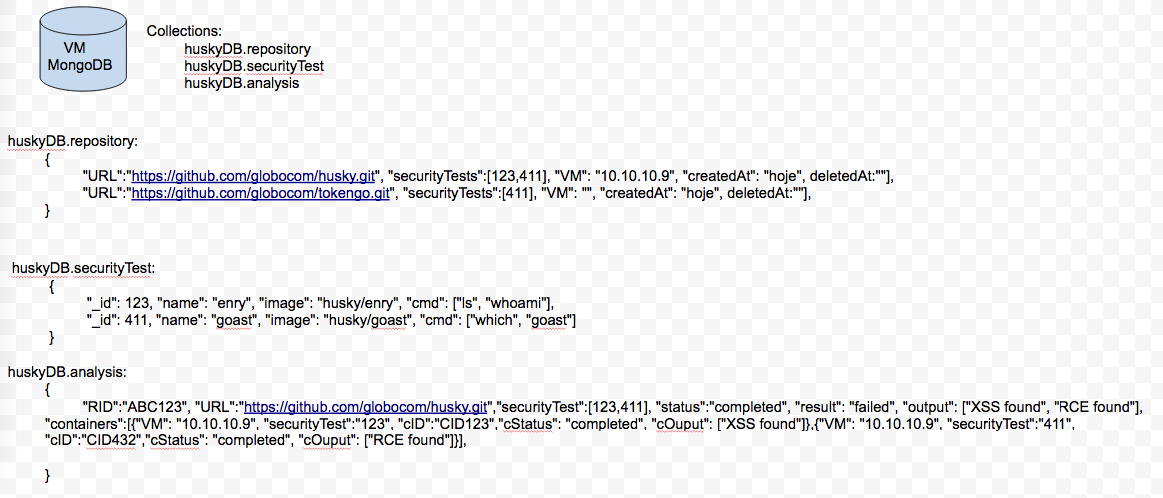 VM
MongoDB
Collections:
huskyDB.repository
huskyDB.securityTest
huskyDB.analysis
huskyDB.repository:
{
"URL":"https://github.com/globocom/husky.git", "securityTests":[123,411], "VM": "10.10.10.9", "createdAt": "hoje", deletedAt:""],
"URL":"https://github.com/globocom/tokengo.git", "securityTests":[411], "VM": "", "createdAt": "hoje", deletedAt:""],
}
huskyDB.securityTest:
{
"_id": 123, "name": "enry", "image": "husky/enry", "cmd": ["ls", "whoami"],
"_id": 411, "name": "goast", "image": "husky/goast", "cmd": ["which", "goast"]
}
huskyDB.analysis:
{
"RID":"ABC123", "URL":"https://github.com/globocom/husky.git","securityTest":[123,411], "status":"completed", "result": "failed", "output": ["XSS found", "RCE found"],
"containers":[{"VM": "10.10.10.9", "securityTest":"123", "cID":"CID123","cStatus": "completed", "cOuput": ["XSS found"]},{"VM": "10.10.10.9", "securityTest":"411",
"cID":"CID432","cStatus": "completed", "cOuput": ["RCE found"]}],
}